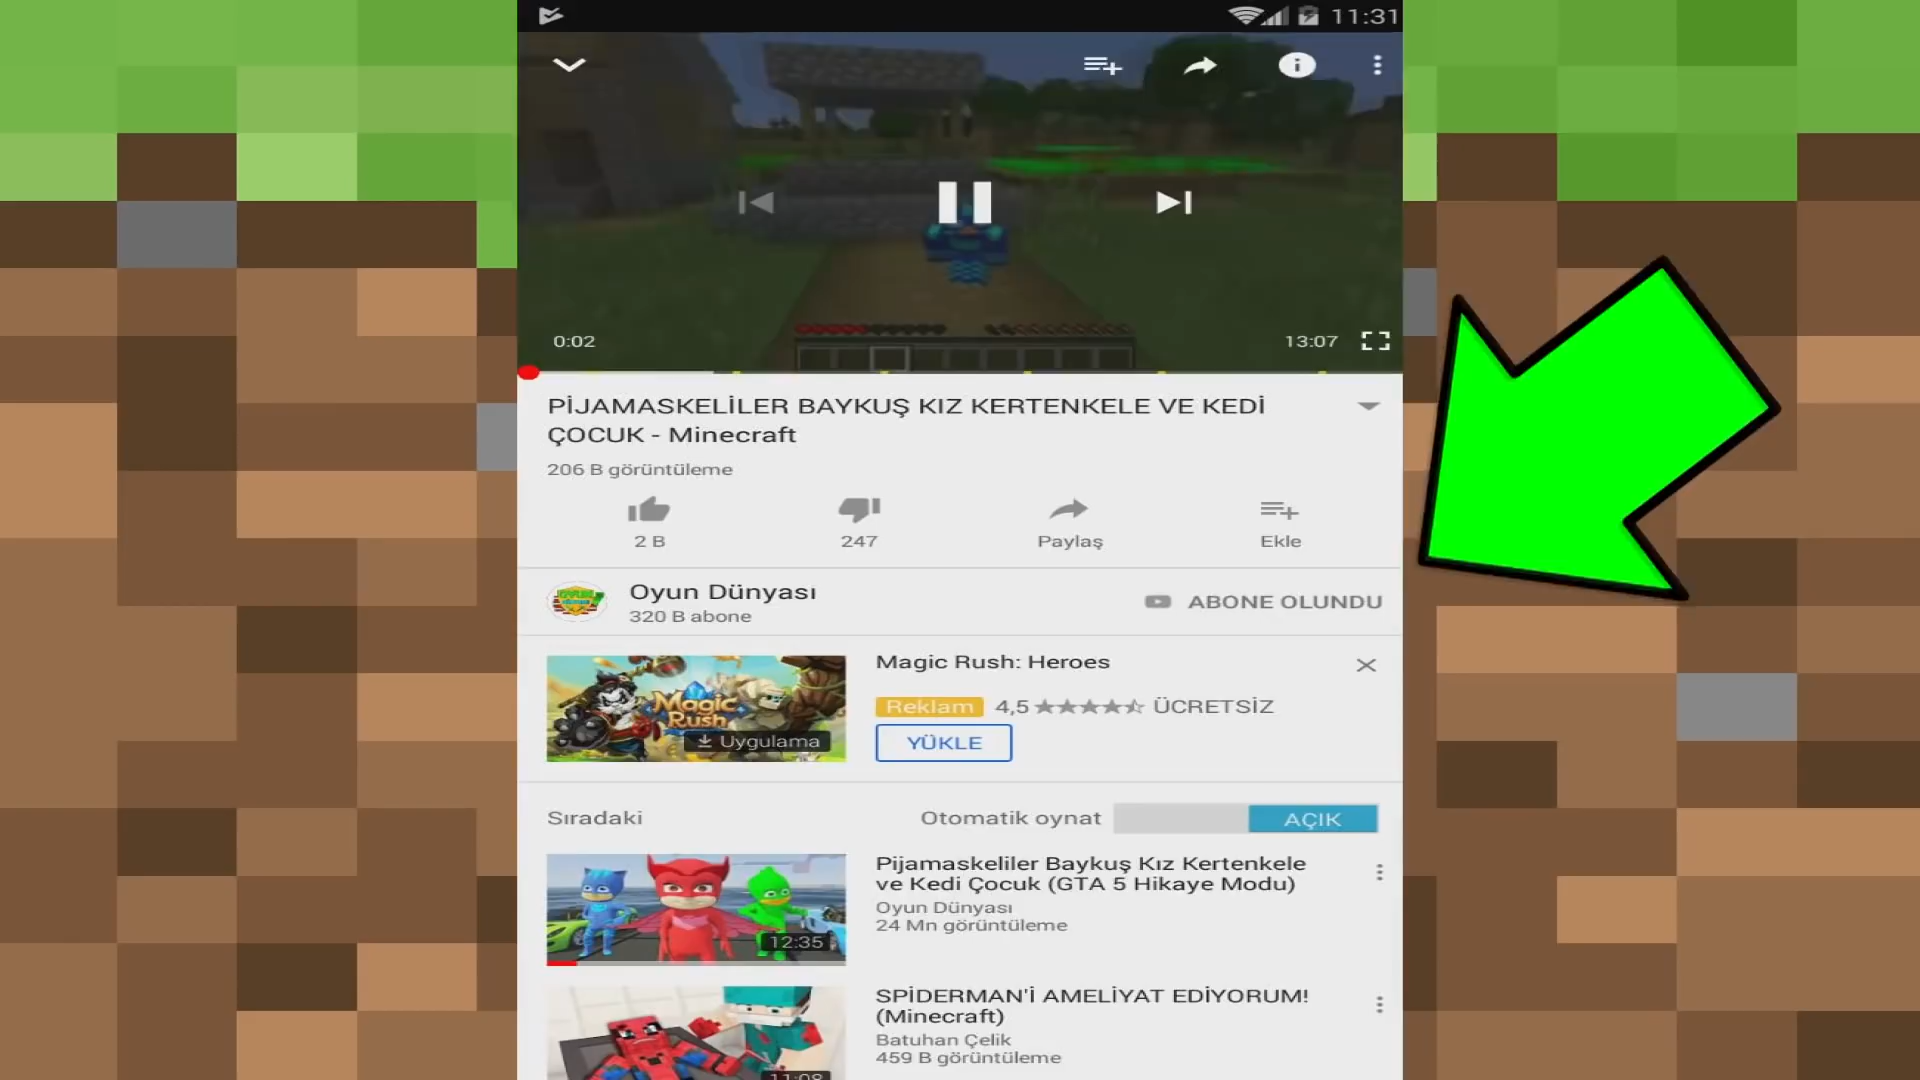 11:31
0:02
13:07
PİJAMASKELİLER BAYKUŞ KIZ KERTENKELE VE KEDİ
ÇOCUK - Minecraft
206 B görüntüleme
2 B
247
Paylaş
Ekle
Oyun Dünyası
320 B abone
ABONE OLUNDU
Magic Rush
Uygulama
Magic Rush: Heroes
Reklam 4,5 ÜCRETSİZ
YÜKLE
Sıradaki
Otomatik oynat
AÇIK
12:35
Pijamaskeliler Baykuş Kız Kertenkele
ve Kedi Çocuk (GTA 5 Hikaye Modu)
Oyun Dünyası
24 Mn görüntüleme
11:08
SPİDERMAN'İ AMELİYAT EDİYORUM!
(Minecraft)
Batuhan Çelik
459 B görüntüleme